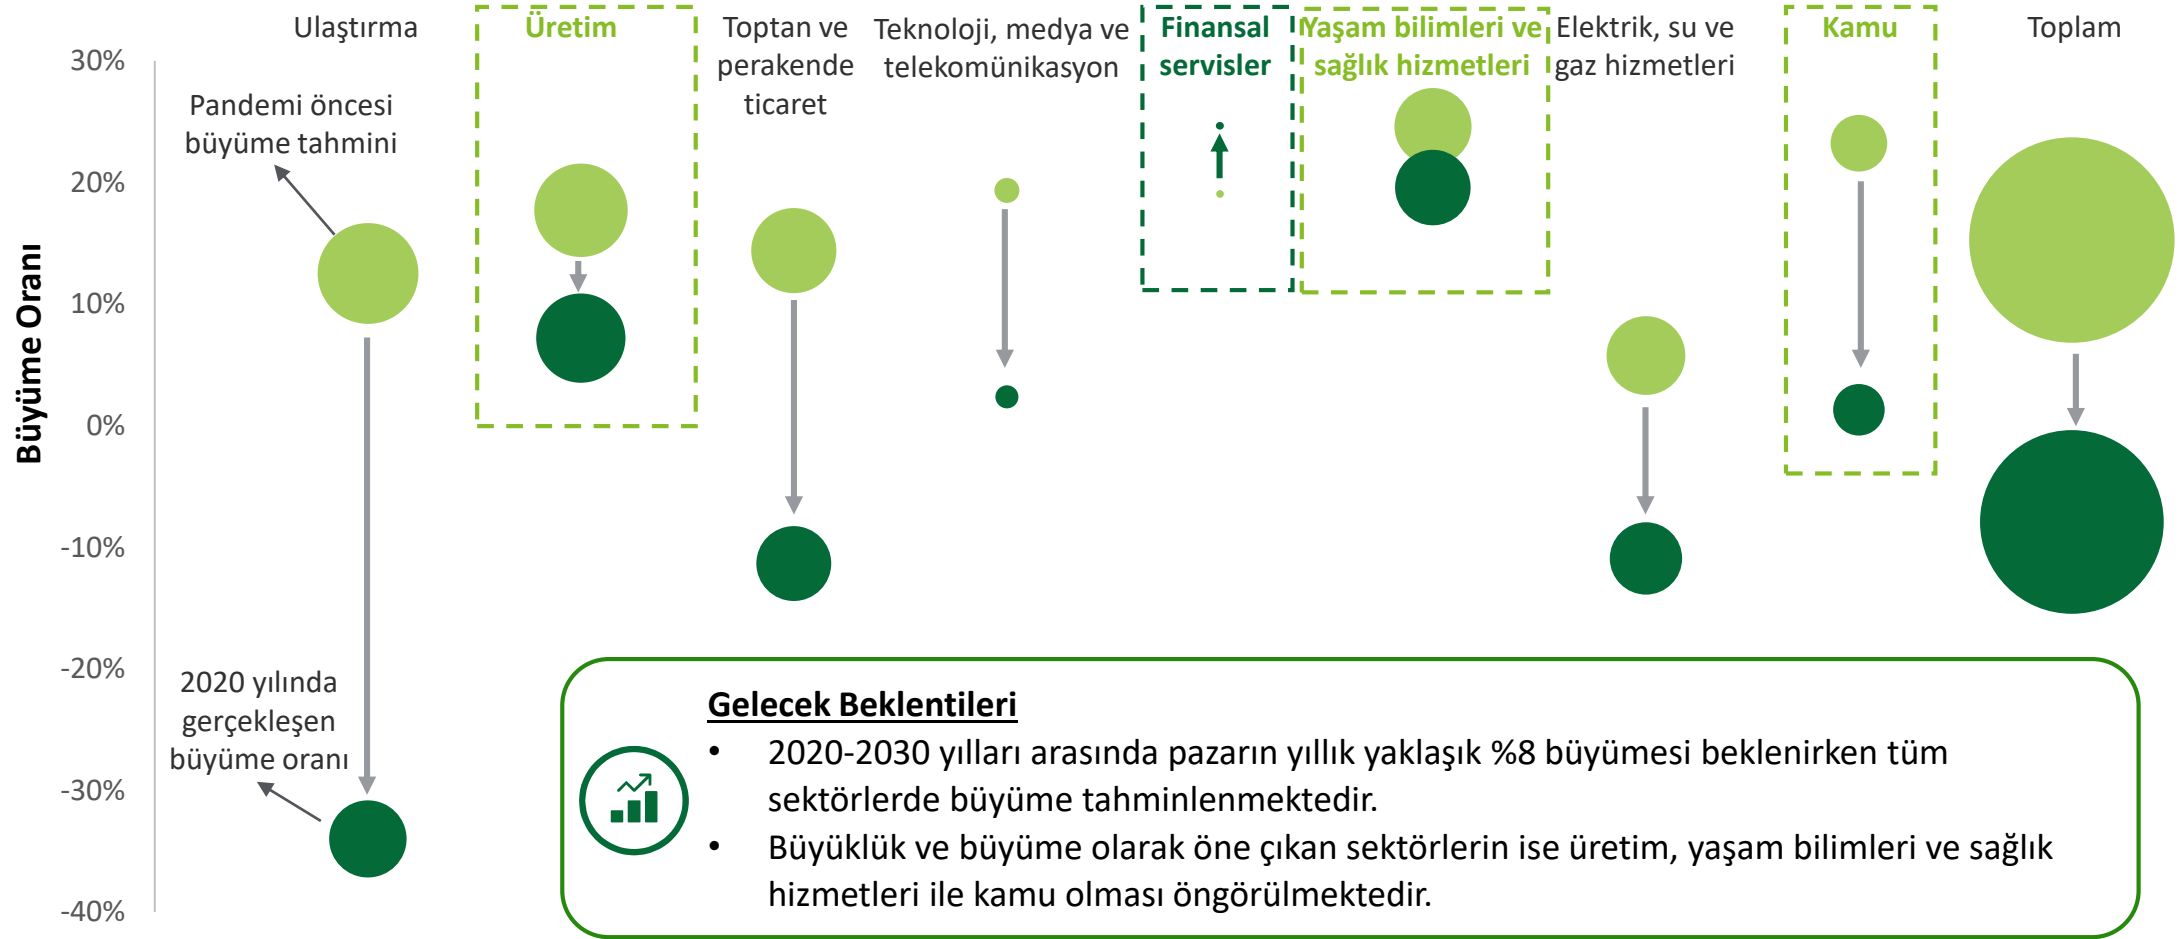 Ulaştırma
Üretim
Toptan ve
perakende
ticaret
Teknoloji, medya ve
telekomünikasyon
Finansal
servisler
Yaşam bilimleri ve
sağlık hizmetleri
Elektrik, su ve
gaz hizmetleri
Kamu
Toplam
Büyüme Oranı
30%
20%
10%
0%
-10%
-20%
-30%
-40%
Pandemi öncesi
büyüme tahmini
2020 yılında
gerçekleşen
büyüme oranı
Gelecek Beklentileri
• 2020-2030 yılları arasında pazarın yıllık yaklaşık %8 büyümesi beklenirken tüm
sektörlerde büyüme tahminlenmektedir.
• Büyüklük ve büyüme olarak öne çıkan sektörlerin ise üretim, yaşam bilimleri ve sağlık
hizmetleri ile kamu olması öngörülmektedir.